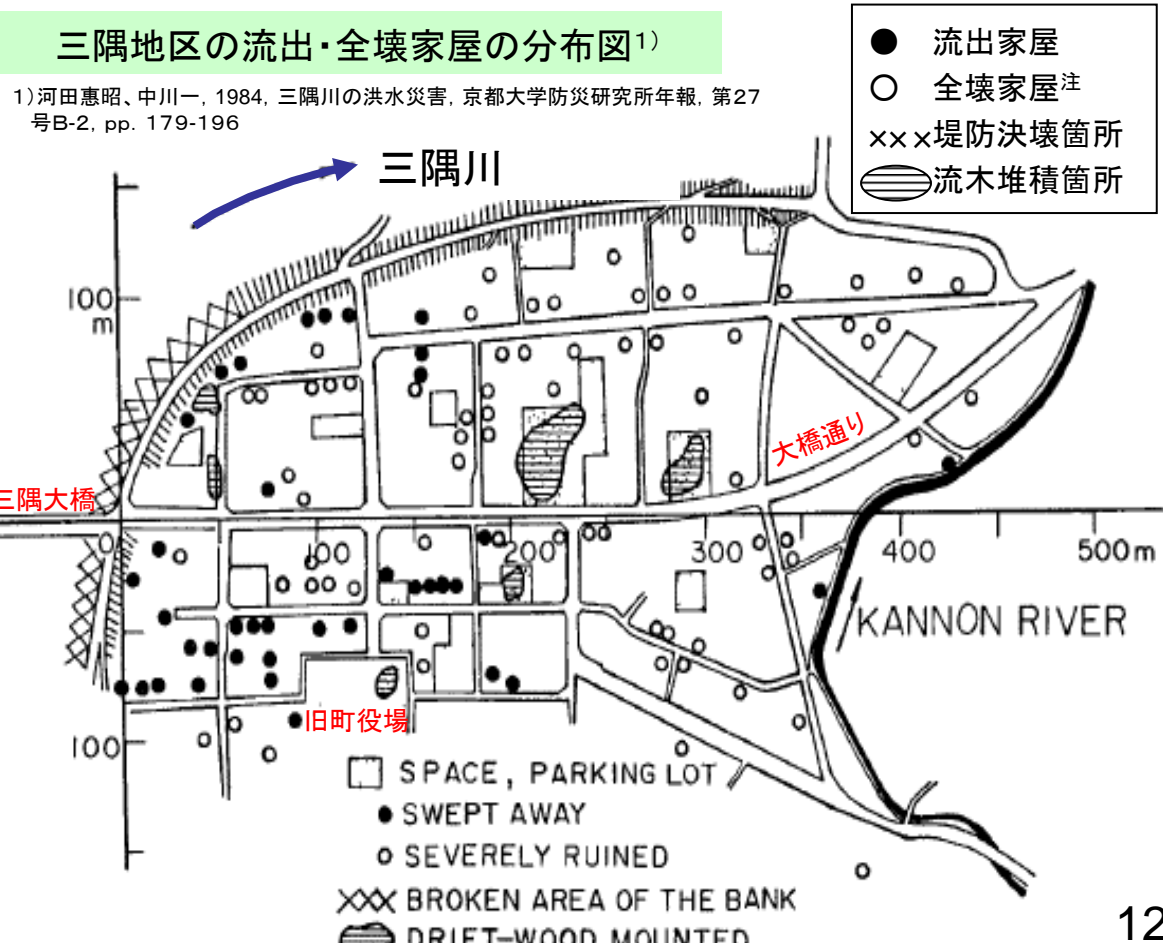 三隅地区の流出・全壊家屋の分布図1)
1)河田惠昭、中川一, 1984, 三隅川の洪水災害, 京都大学防災研究所年報, 第27
号B-2, pp. 179-196
● 流出家屋
○ 全壊家屋注
×××堤防決壊箇所
流木堆積箇所
三隅川
100
m
大橋通り
三隅大橋
0
100
200
300
400
500m
KANNON RIVER
旧町役場
100
SPACE, PARKING LOT
SWEPT AWAY
SEVERELY RUINED
BROKEN AREA OF THE BANK
DRIFT-WOOD MOUNTED
12